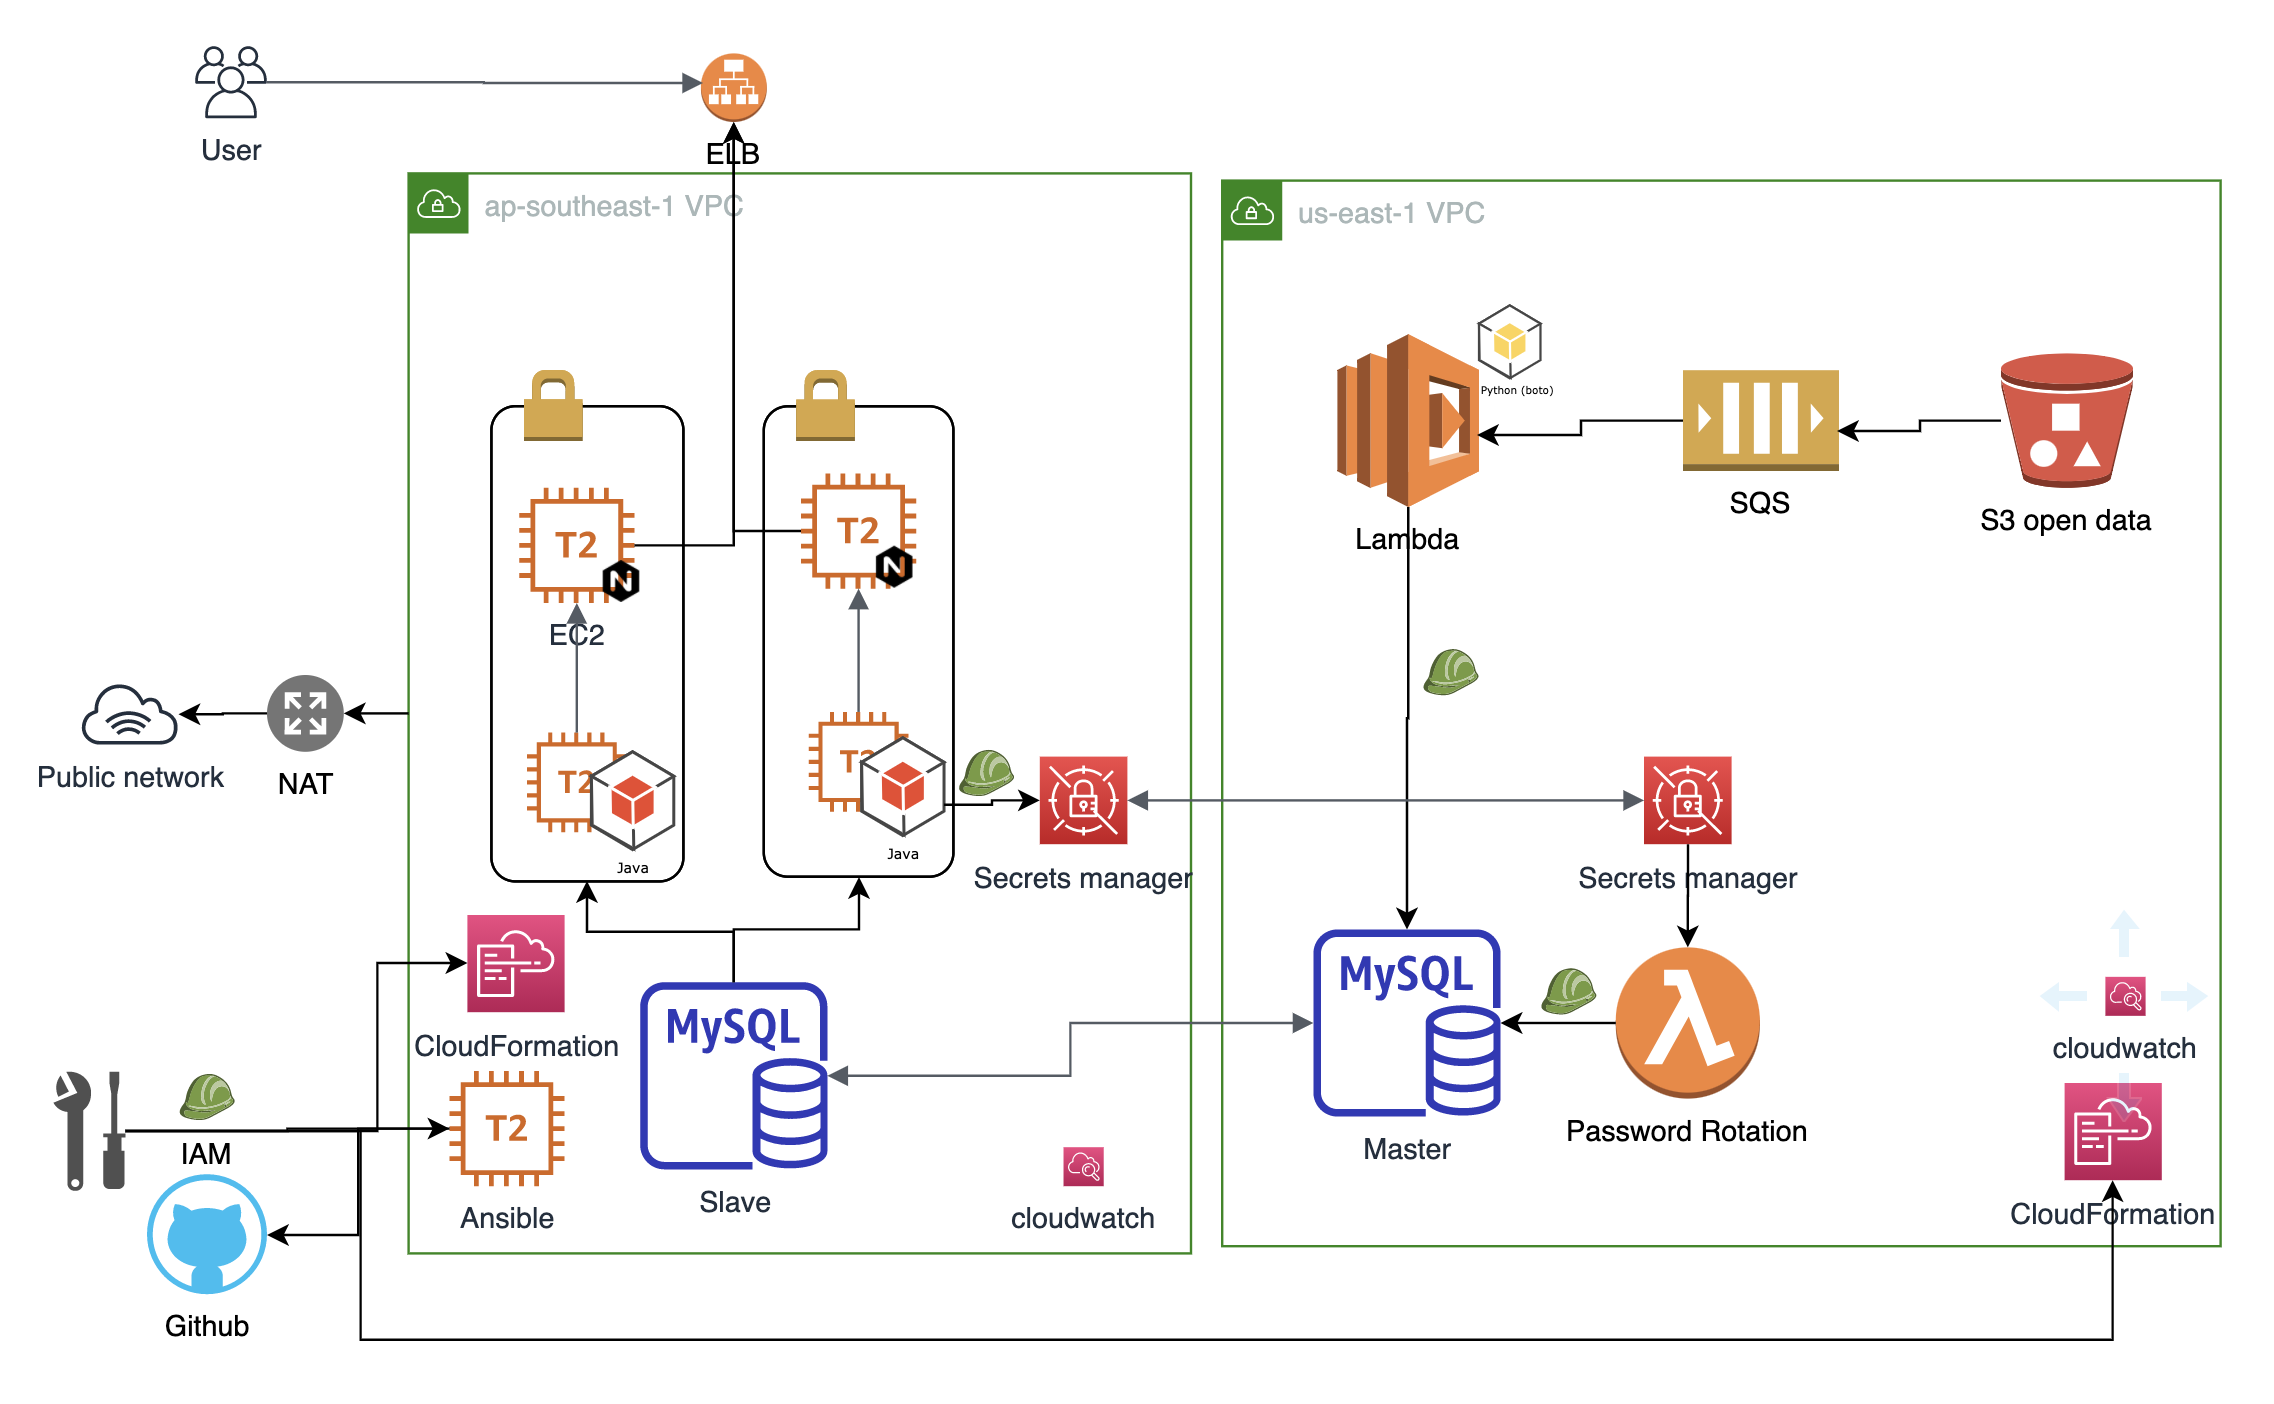 User
ELB
ap-southeast-1 VPC
us-east-1 VPC
Python (boto)
T2
T2
N
N
SQS
S3 open data
Lambda
EC2
Public network
NAT
T2
Java
Java
Secrets manager
Secrets manager
MySQL
MySQL
CloudFormation
cloudwatch
T2
IAM
Master
Password Rotation
Slave
Ansible
cloudwatch
CloudFormation
Github